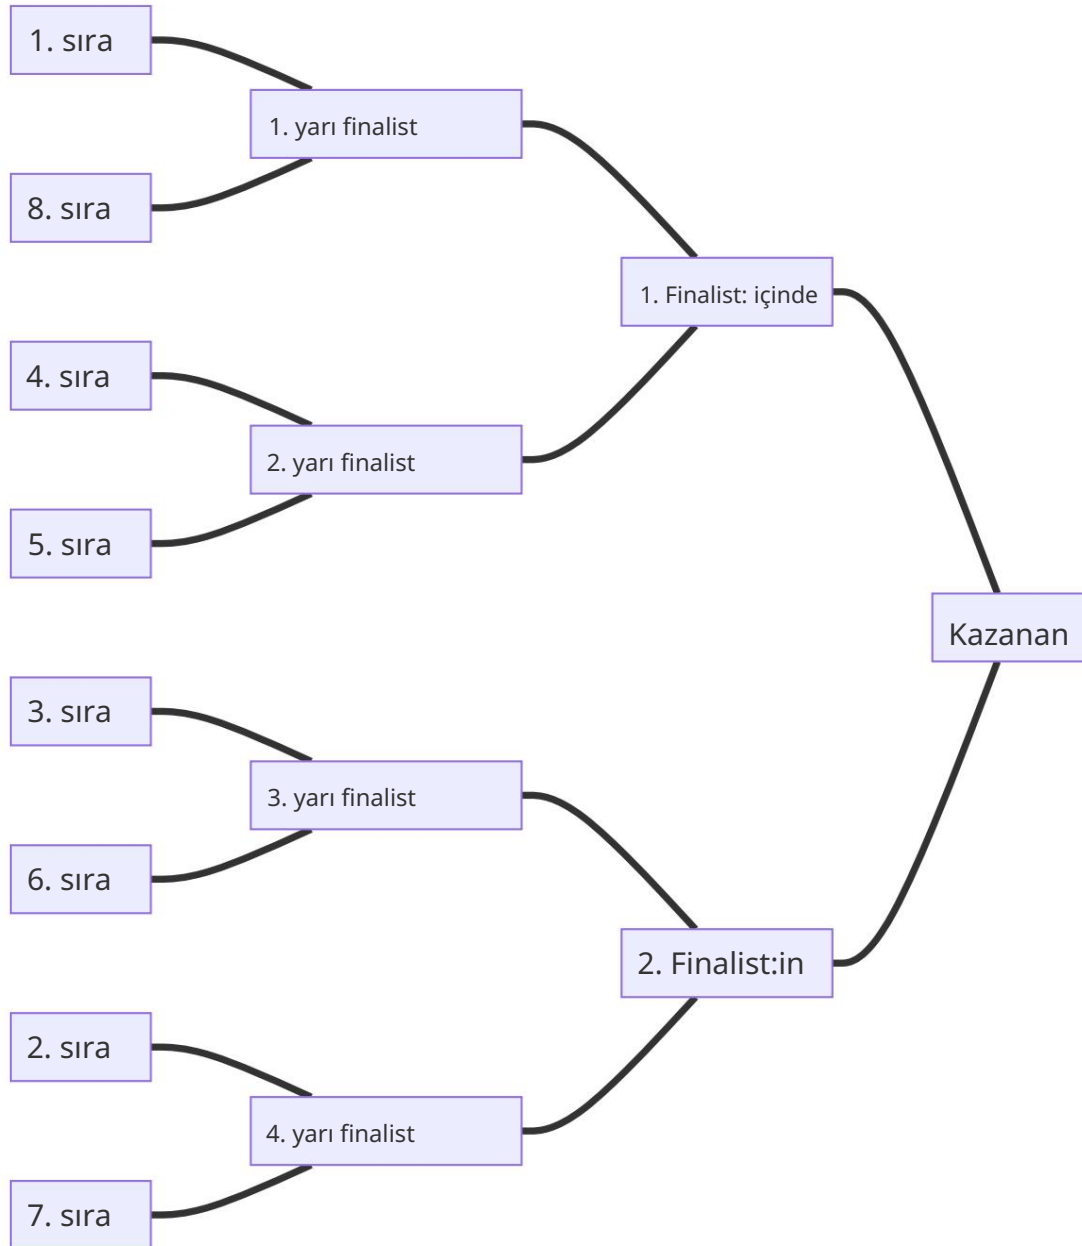 1. sıra
1. yarı finalist
8. sıra
1. Finalist: içinde
4. sıra
2. yarı finalist
5. sıra
Kazanan
3. sıra
3. yarı finalist
6. sıra
2. Finalist:in
2. sıra
4. yarı finalist
7. sıra